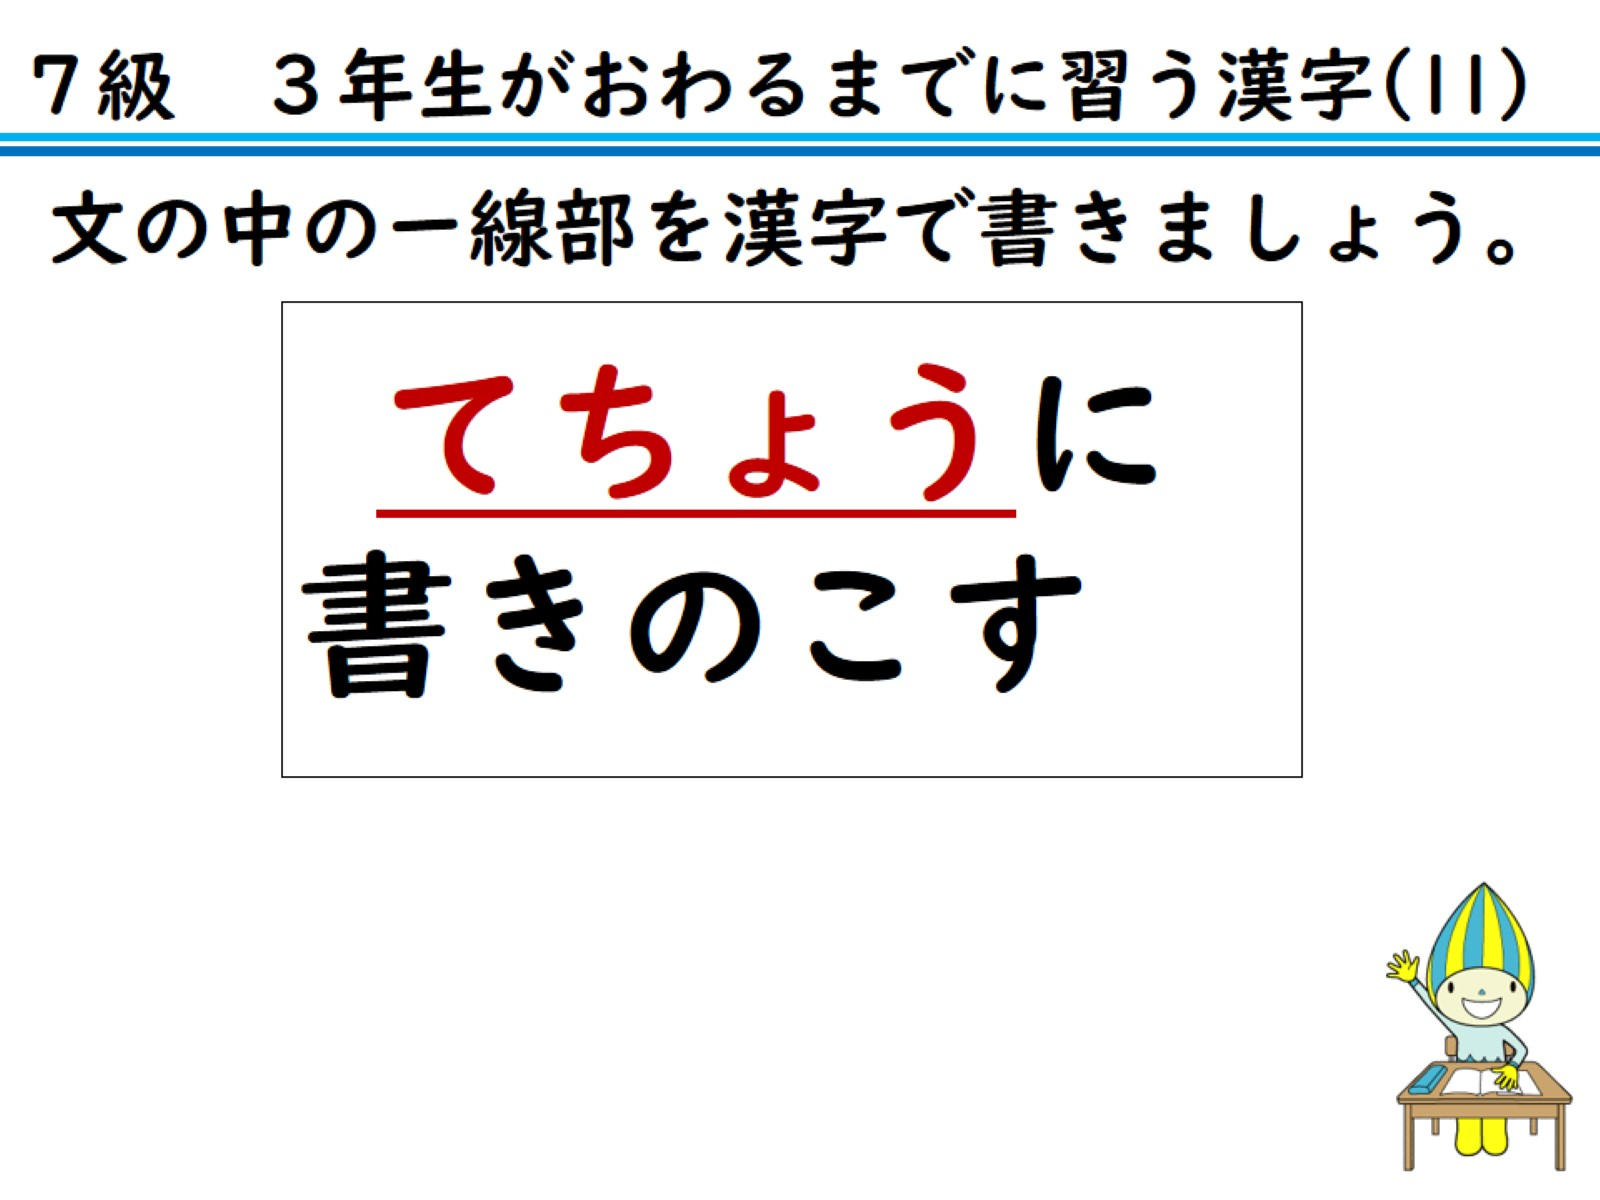 ７級　３年生がおわるまでに習う漢字(11)
文の中の一線部を漢字で書きましょう。
てちょうに
書きのこす